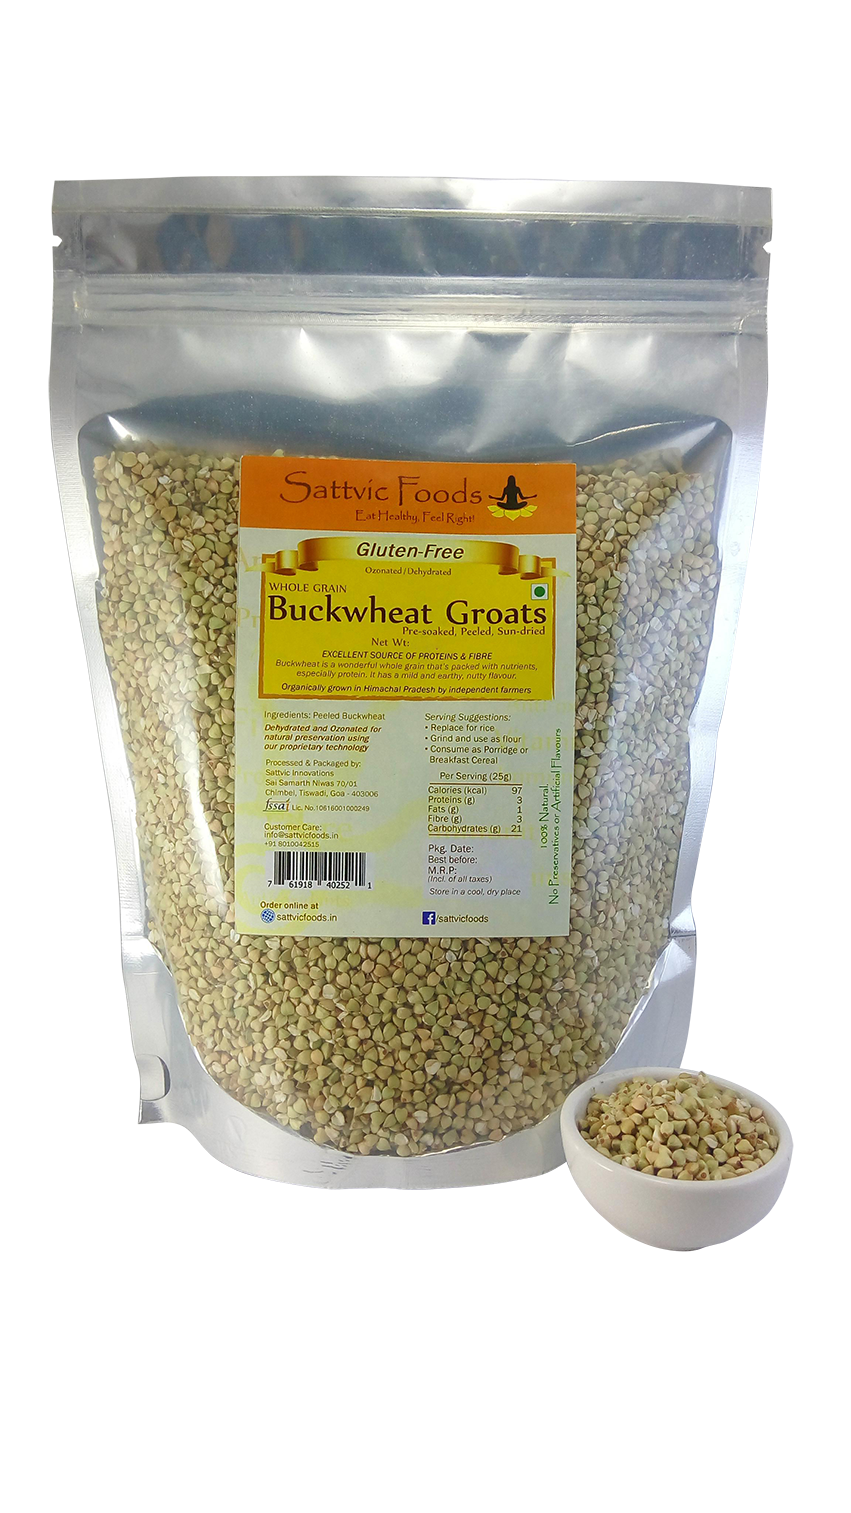 Sattvic Foods
Eat Healthy, Feel Right!
Gluten-Free
Ozonated/Dehydrated
WHOLE GRAIN
Buckwheat Groats
Pre-soaked, Peeled, Sun-dried
Net Wt:
EXCELLENT SOURCE OF PROTEINS & FIBRE
Buckwheat is a wonderful whole grain that's packed with nutrients,
especially protein. It has a mild and earthy, nutty flavour.
Organically grown in Himachal Pradesh by independent farmers
Ingredients: Peeled Buckwheat
Dehydrated and Ozonated for
natural preservation using
our proprietary technology
Processed & Packaged by:
Sattvic Innovations
Sai Samarth Niwas 70/01
Chimbel, Tiswadi, Goa - 403006
fssai Lic. No.10616001000249
Customer Care:
info@sattvicfoods.in
+91 8010042515
7 61918 40252 1
Order online at
sattvicfoods.in
Serving Suggestions:
• Replace for rice
• Grind and use as flour
• Consume as Porridge or
Breakfast Cereal
Per Serving (25g)
Calories (kcal) 97
Proteins (g) 3
Fats (g) 1
Fibre (g) 3
Carbohydrates (g) 21
Pkg. Date:
Best before:
M.R.P:
(Incl. of all taxes)
Store in a cool, dry place
f/sattvicfoods
100% Natural.
No Preservatives or Artificial Flavours